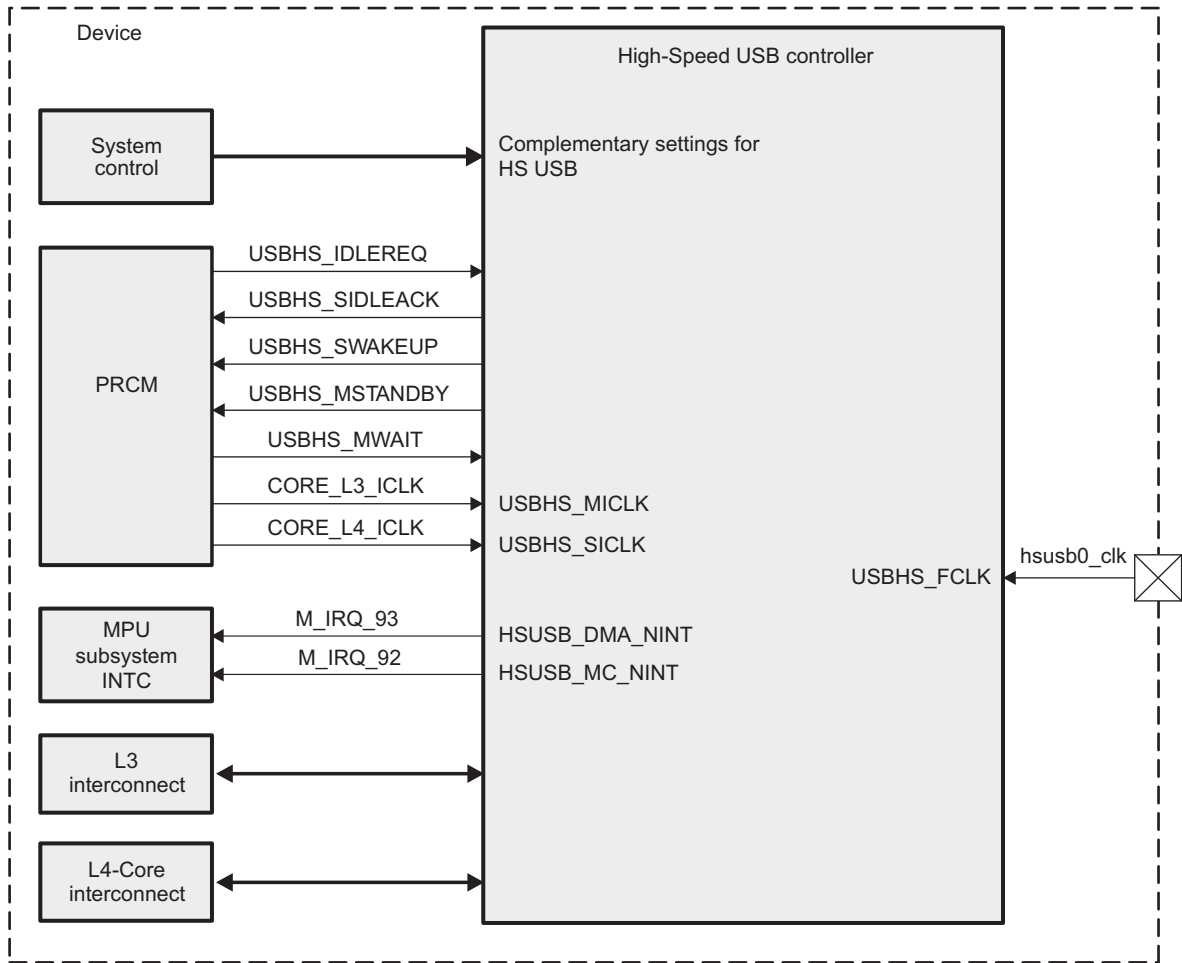 Device
High-Speed USB controller
System
control
Complementary settings for
HS USB
PRCM
USBHS_IDLEREQ
USBHS_SIDLEACK
USBHS_SWAKEUP
USBHS_MSTANDBY
USBHS_MWAIT
CORE_L3_ICLK
USBHS_MICLK
CORE_L4_ICLK
USBHS_SICLK
hsusb0_clk
USBHS_FCLK
MPU
subsystem
INTC
M_IRQ_93
HSUSB_DMA_NINT
M_IRQ_92
HSUSB_MC_NINT
L3
interconnect
L4-Core
interconnect